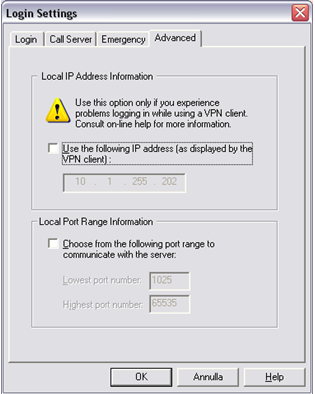 Login Settings
Login Call Server Emergency Advanced
Local IP Address Information
Use this option only if you experience
problems logging in while using a VPN client.
Consult on-line help for more information.
Use the following IP address (as displayed by the
VPN client) :
10 . 1 . 255 . 202
Local Port Range Information
Choose from the following port range to
communicate with the server:
Lowest port number: 1025
Highest port number: 65535
OK Annulla Help